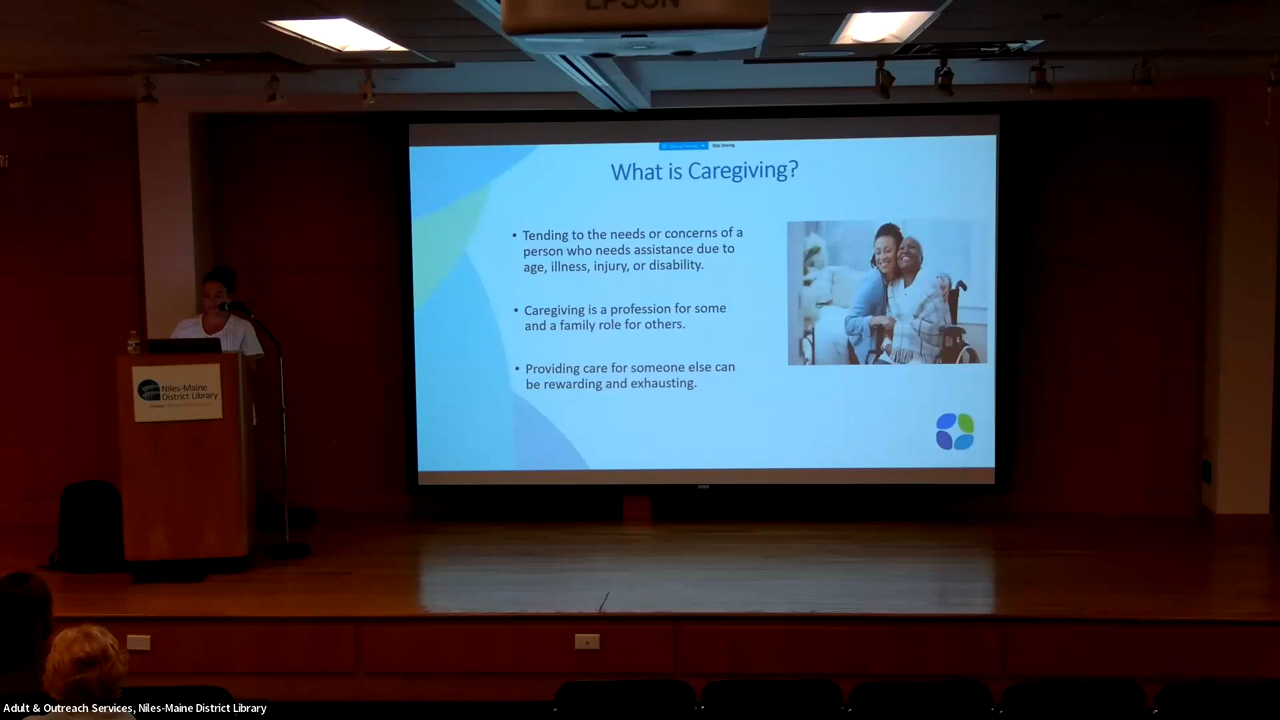 EPSON
What is Caregiving?
• Tending to the needs or concerns of a
person who needs assistance due to
age, illness, injury, or disability.
• Caregiving is a profession for some
and a family role for others.
• Providing care for someone else can
be rewarding and exhausting.
Niles-Maine
District Library
Adult & Outreach Services, Niles-Maine District Library